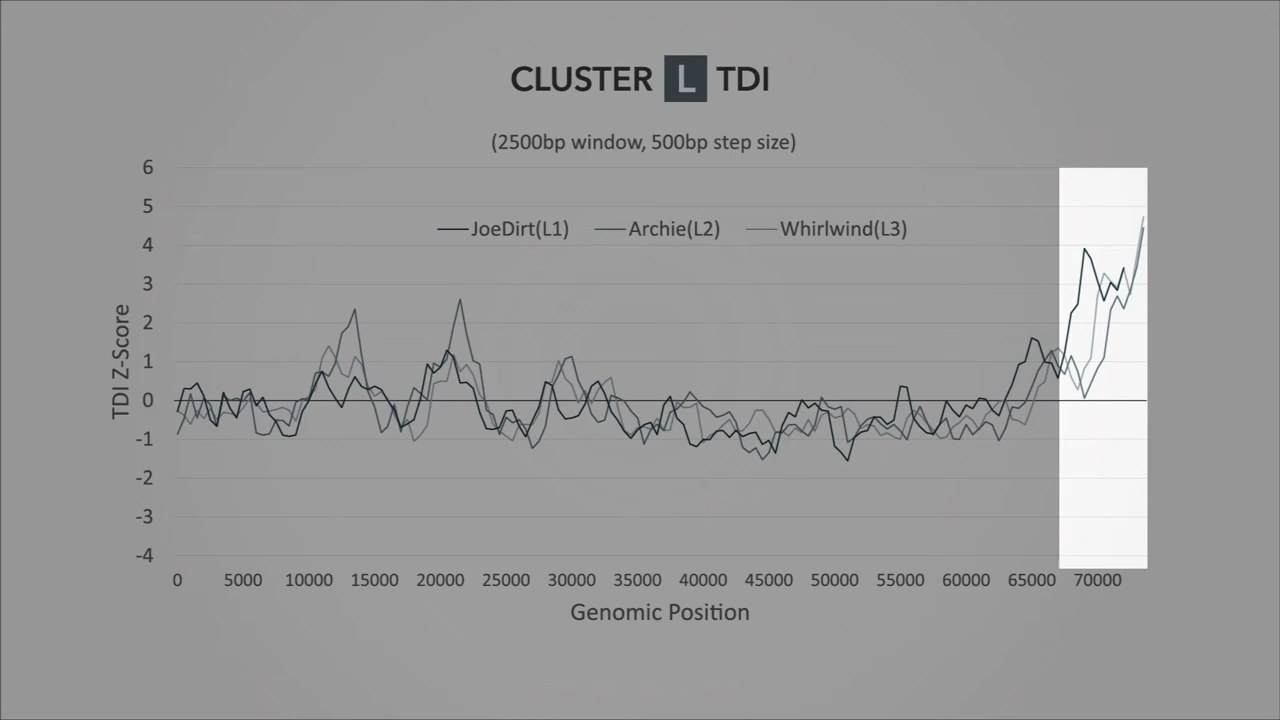 CLUSTER L TDI
(2500bp window, 500bp step size)
6
5
JoeDirt(L1) Archie(L2) Whirlwind(L3)
4
3
2
1
0
-1
-2
-3
-4
TDI Z-Score
0 5000 10000 15000 20000 25000 30000 35000 40000 45000 50000 55000 60000 65000 70000
Genomic Position